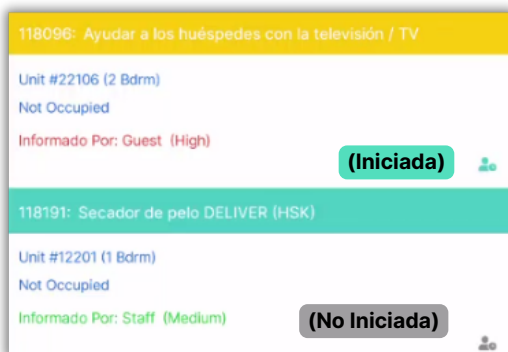 118096: Ayudar a los huéspedes con la televisión / TV
Unit #22106 (2 Bdrm)
Not Occupied
Informado Por: Guest (High)
(Iniciada)
118191: Secador de pelo DELIVER (HSK)
Unit #12201 (1 Bdrm)
Not Occupied
Informado Por: Staff (Medium)
(No Iniciada)